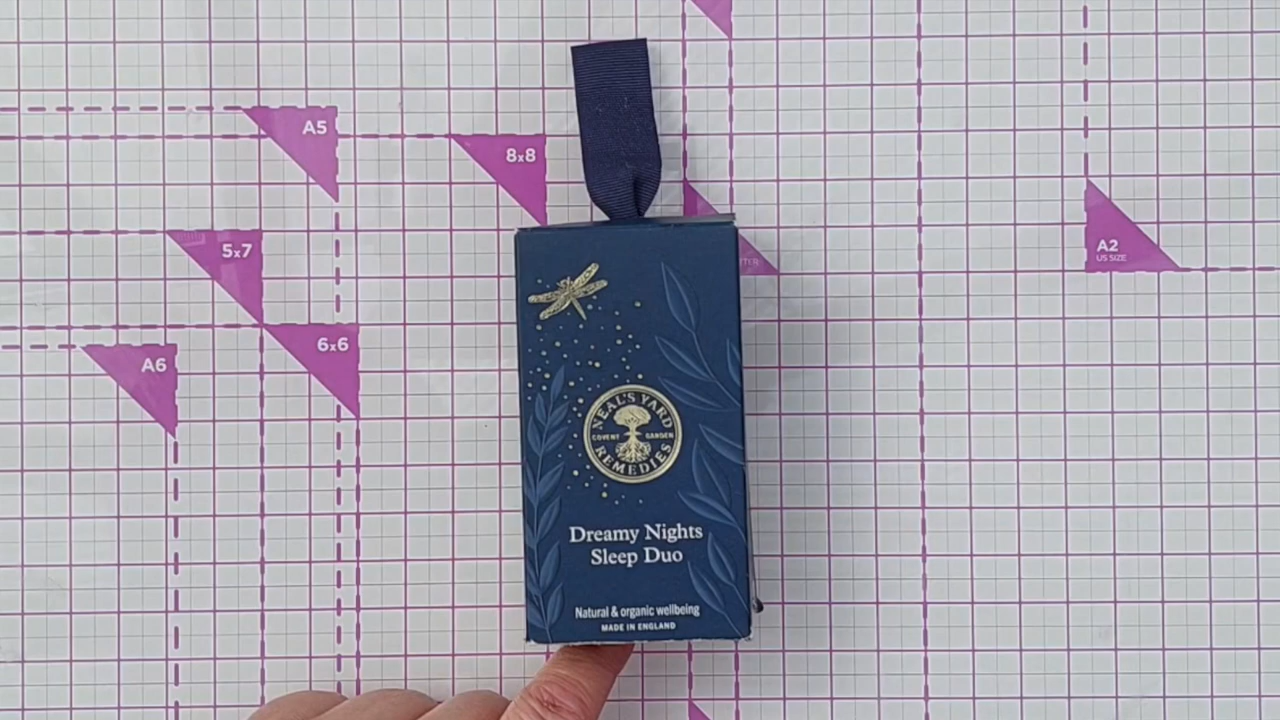 A5
8x8
5x7
A2
US SIZE
6x6
A6
NEAL'S YARD
COVENT GARDEN
REMEDIES
Dreamy Nights
Sleep Duo
Natural & organic wellbeing
MADE IN ENGLAND